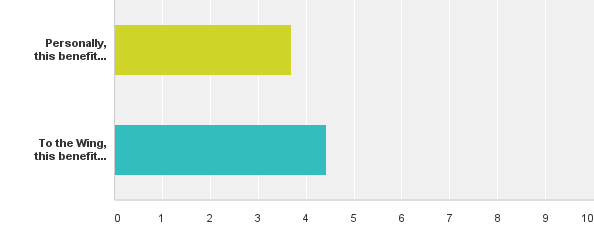 Personally,
this benefit...
To the Wing,
this benefit...
0 1 2 3 4 5 6 7 8 9 10